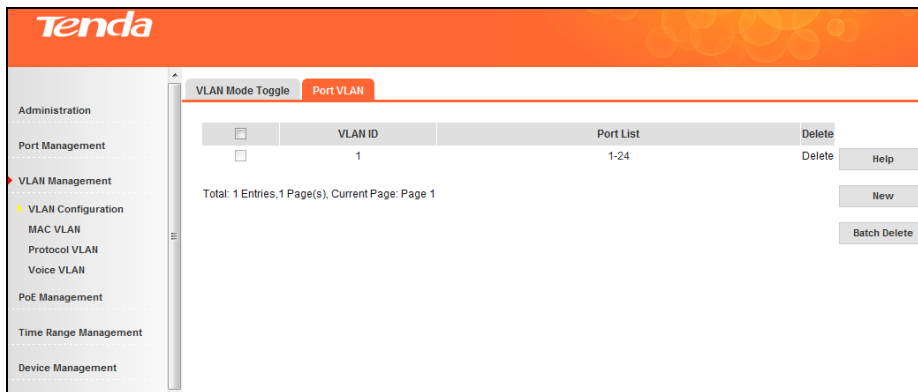 Tenda
VLAN Mode Toggle Port VLAN
Administration
Port Management
VLAN Management
VLAN Configuration
MAC VLAN
Protocol VLAN
Voice VLAN
PoE Management
Time Range Management
Device Management
VLAN ID Port List Delete
1 1-24 Delete
Total: 1 Entries,1 Page(s), Current Page: Page 1
Help
New
Batch Delete